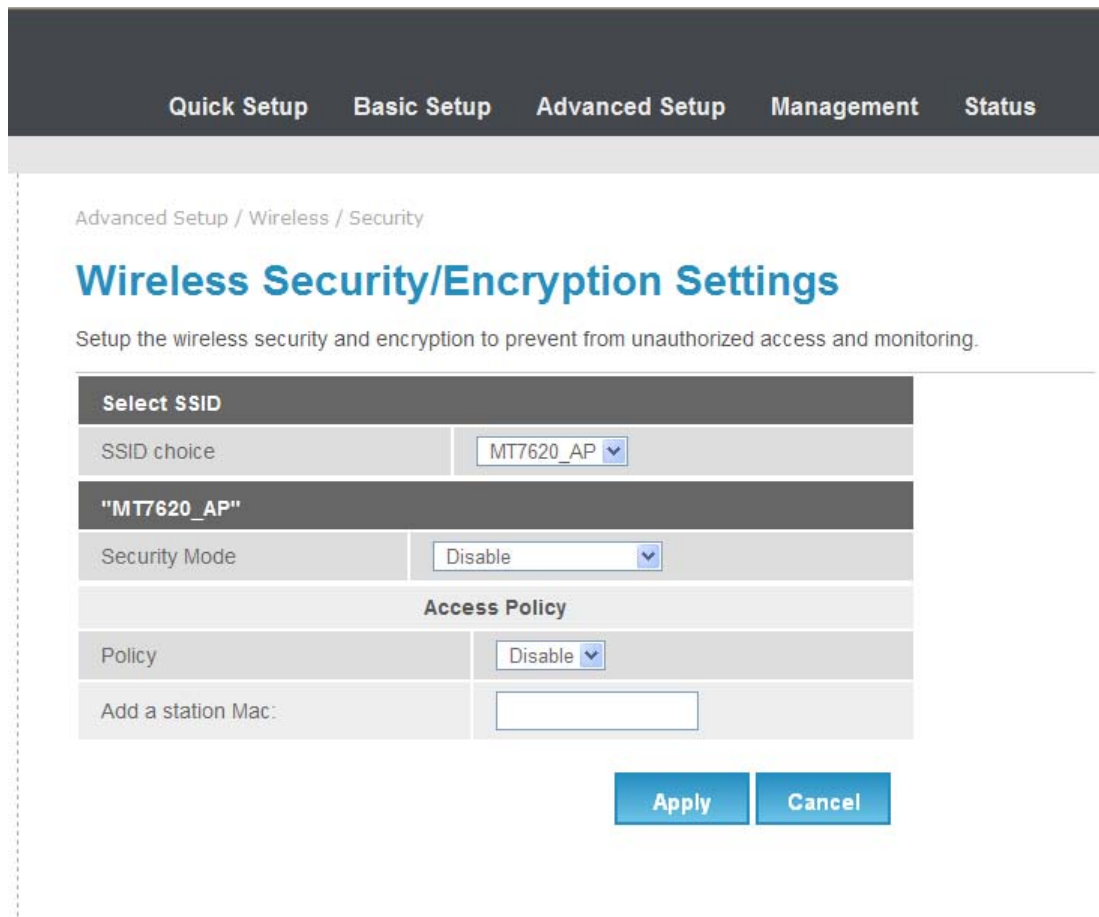 Quick Setup Basic Setup Advanced Setup Management Status
Advanced Setup / Wireless / Security
Wireless Security/Encryption Settings
Setup the wireless security and encryption to prevent from unauthorized access and monitoring.
Select SSID
SSID choice MT7620_AP
"MT7620_AP"
Security Mode Disable
Access Policy
Policy Disable
Add a station Mac:
Apply Cancel